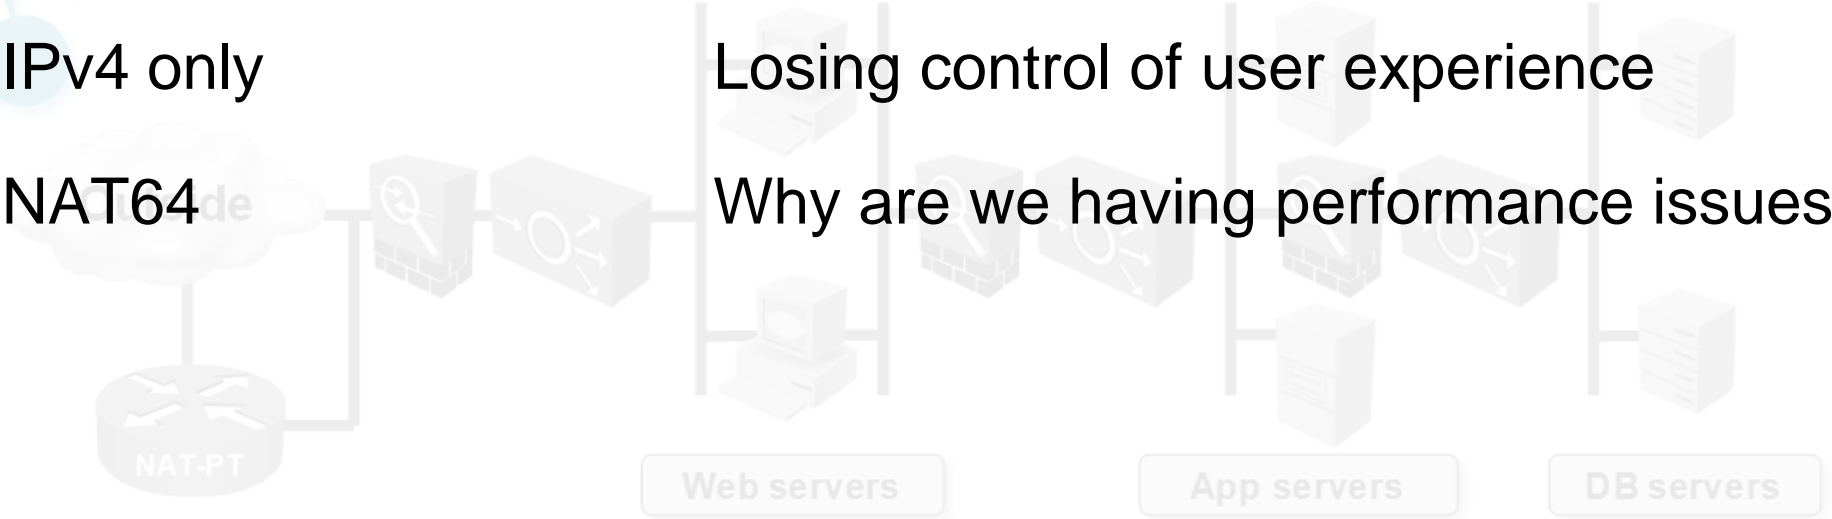 IPv4 only
Losing control of user experience
NAT64
Why are we having performance issues
NAT-PT
Web servers
App servers
DB servers